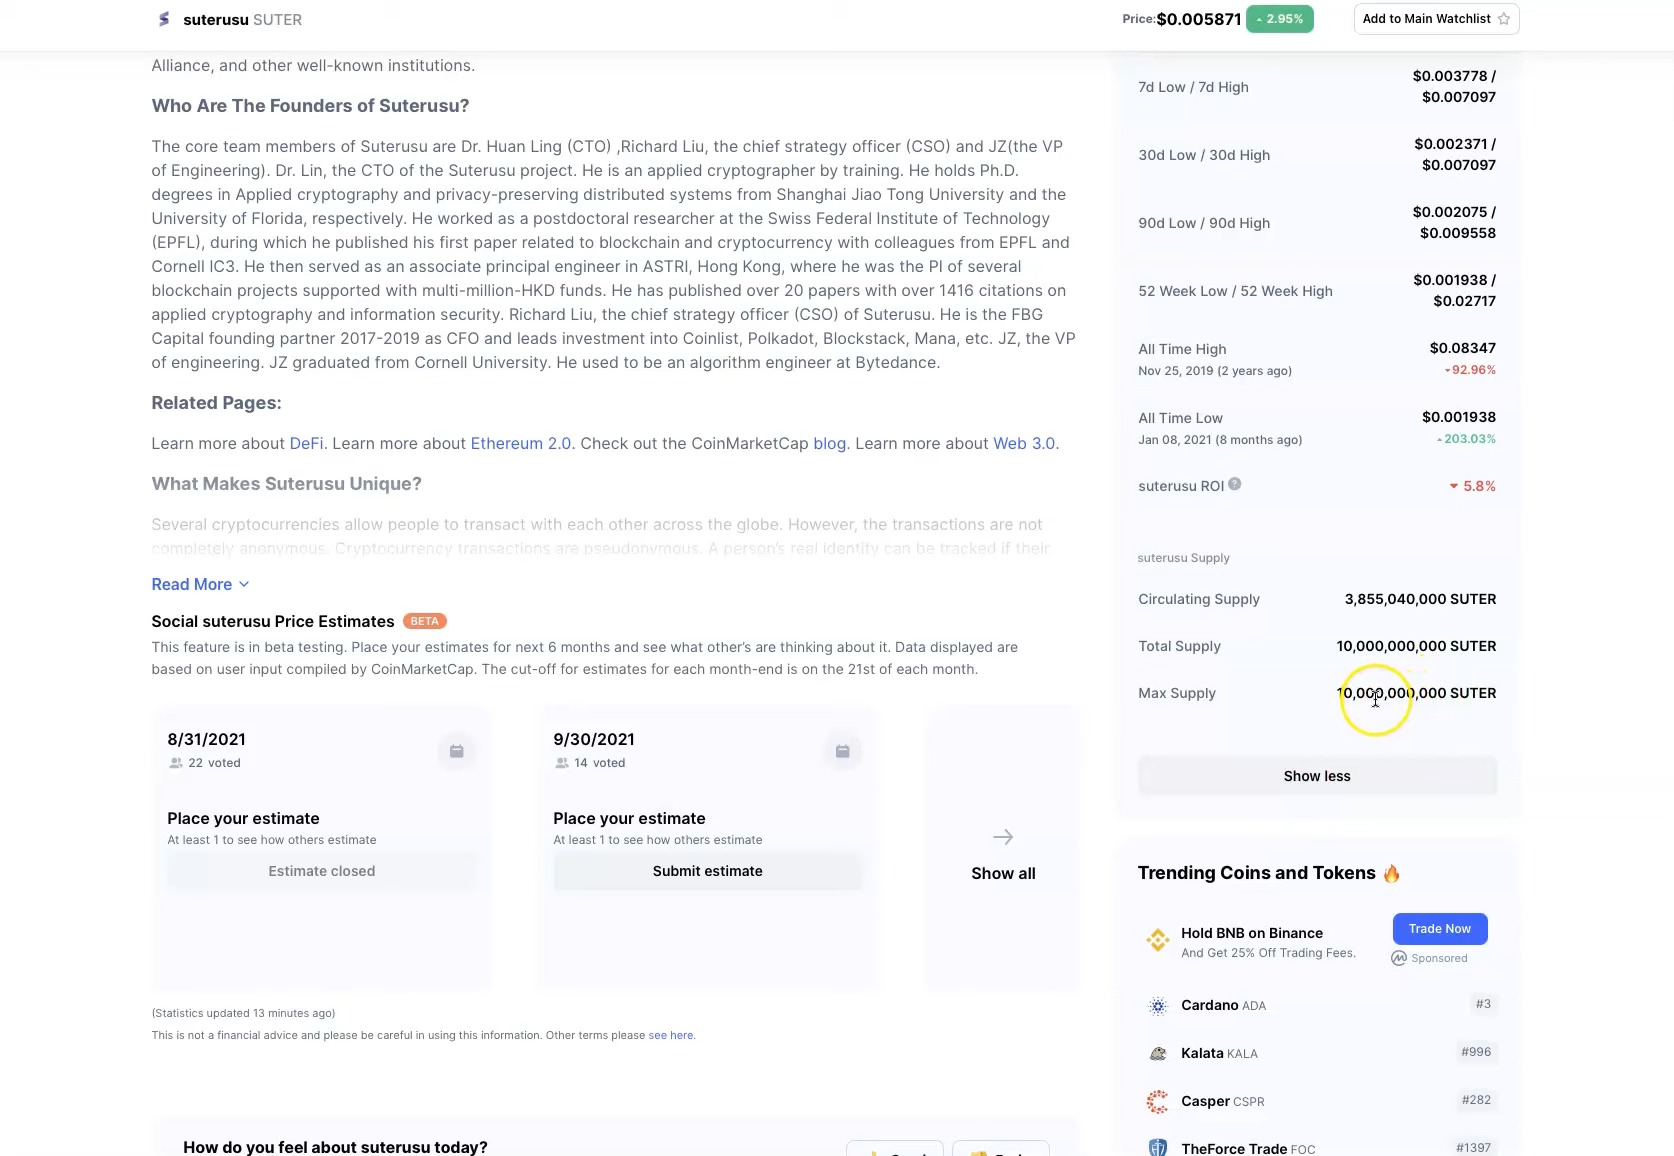 suterusu SUTER
Price:$0.005871 2.95%
Add to Main Watchlist
Alliance, and other well-known institutions.
Who Are The Founders of Suterusu?
The core team members of Suterusu are Dr. Huan Ling (CTO) ,Richard Liu, the chief strategy officer (CSO) and JZ(the VP
of Engineering). Dr. Lin, the CTO of the Suterusu project. He is an applied cryptographer by training. He holds Ph.D.
degrees in Applied cryptography and privacy-preserving distributed systems from Shanghai Jiao Tong University and the
University of Florida, respectively. He worked as a postdoctoral researcher at the Swiss Federal Institute of Technology
(EPFL), during which he published his first paper related to blockchain and cryptocurrency with colleagues from EPFL and
Cornell IC3. He then served as an associate principal engineer in ASTRI, Hong Kong, where he was the PI of several
blockchain projects supported with multi-million-HKD funds. He has published over 20 papers with over 1416 citations on
applied cryptography and information security. Richard Liu, the chief strategy officer (CSO) of Suterusu. He is the FBG
Capital founding partner 2017-2019 as CFO and leads investment into Coinlist, Polkadot, Blockstack, Mana, etc. JZ, the VP
of engineering. JZ graduated from Cornell University. He used to be an algorithm engineer at Bytedance.
Related Pages:
Learn more about DeFi. Learn more about Ethereum 2.0. Check out the CoinMarketCap blog. Learn more about Web 3.0.
What Makes Suterusu Unique?
Several cryptocurrencies allow people to transact with each other across the globe. However, the transactions are not
completely anonymous. Cryptocurrency transactions are pseudonymous. A person's real identity can be tracked if their
Read More
Social suterusu Price Estimates BETA
This feature is in beta testing. Place your estimates for next 6 months and see what other's are thinking about it. Data displayed are
based on user input compiled by CoinMarketCap. The cut-off for estimates for each month-end is on the 21st of each month.
8/31/2021
22 voted
Place your estimate
At least 1 to see how others estimate
Estimate closed
9/30/2021
14 voted
Place your estimate
At least 1 to see how others estimate
Submit estimate
Show all
(Statistics updated 13 minutes ago)
This is not a financial advice and please be careful in using this information. Other terms please see here.
How do you feel about suterusu today?
7d Low / 7d High
$0.003778 /
$0.007097
30d Low / 30d High
$0.002371 /
$0.007097
90d Low / 90d High
$0.002075 /
$0.009558
52 Week Low / 52 Week High
$0.001938 /
$0.02717
All Time High
$0.08347
Nov 25, 2019 (2 years ago)
92.96%
All Time Low
$0.001938
Jan 08, 2021 (8 months ago)
203.03%
suterusu ROI ?
5.8%
suterusu Supply
Circulating Supply
3,855,040,000 SUTER
Total Supply
10,000,000,000 SUTER
Max Supply
10,000,000,000 SUTER
Show less
Trending Coins and Tokens
Hold BNB on Binance
And Get 25% Off Trading Fees.
Trade Now
Sponsored
Cardano ADA
#3
Kalata KALA
#996
Casper CSPR
#282
TheForce Trade FOC
#1397